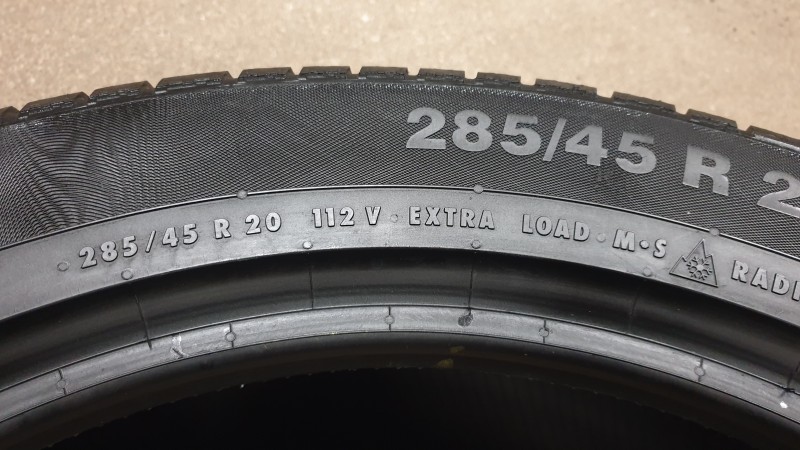 285/45 R 2
285/45 R 20 112 V EXTRA LOAD M•S RADI